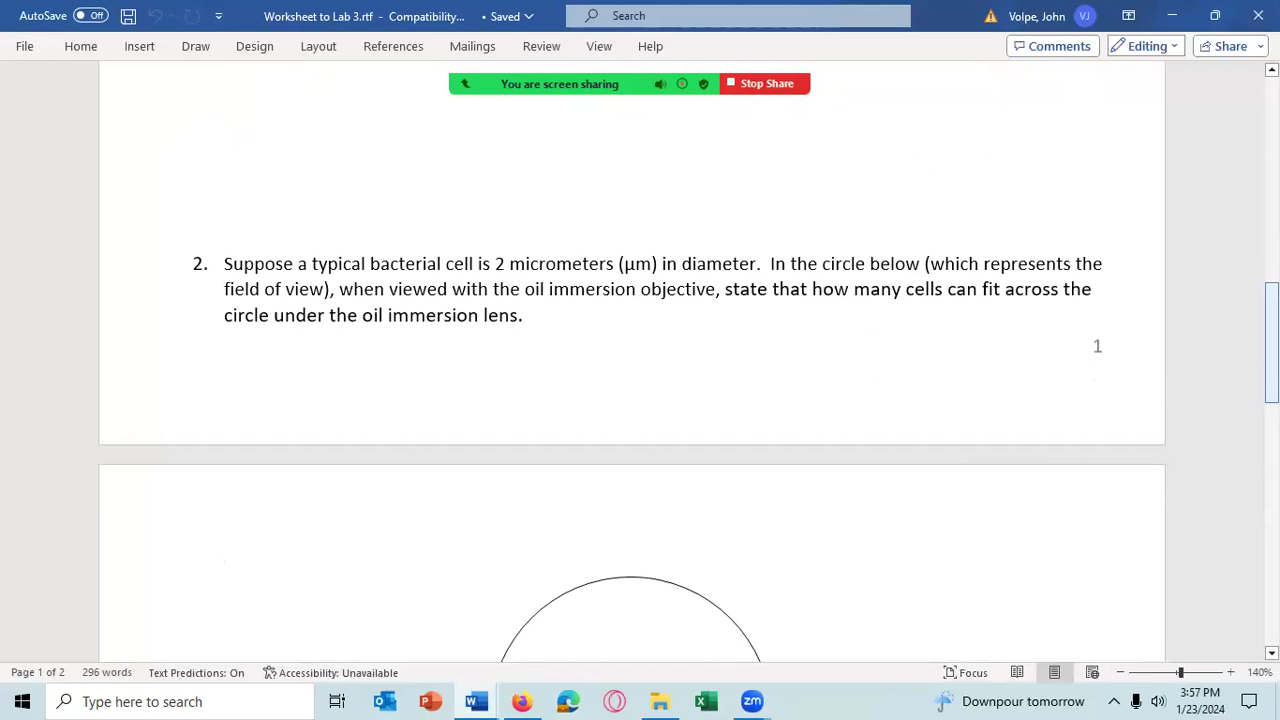 AutoSave Off Worksheet to Lab 3.rtf - Compatibility... • Saved Search Volpe, John VJ
File Home Insert Draw Design Layout References Mailings Review View Help Comments Editing Share
You are screen sharing Stop Share
2. Suppose a typical bacterial cell is 2 micrometers (µm) in diameter. In the circle below (which represents the
field of view), when viewed with the oil immersion objective, state that how many cells can fit across the
circle under the oil immersion lens.
1
Page 1 of 2 296 words Text Predictions: On Accessibility: Unavailable Focus 140%
Type here to search Downpour tomorrow 3:57 PM
1/23/2024